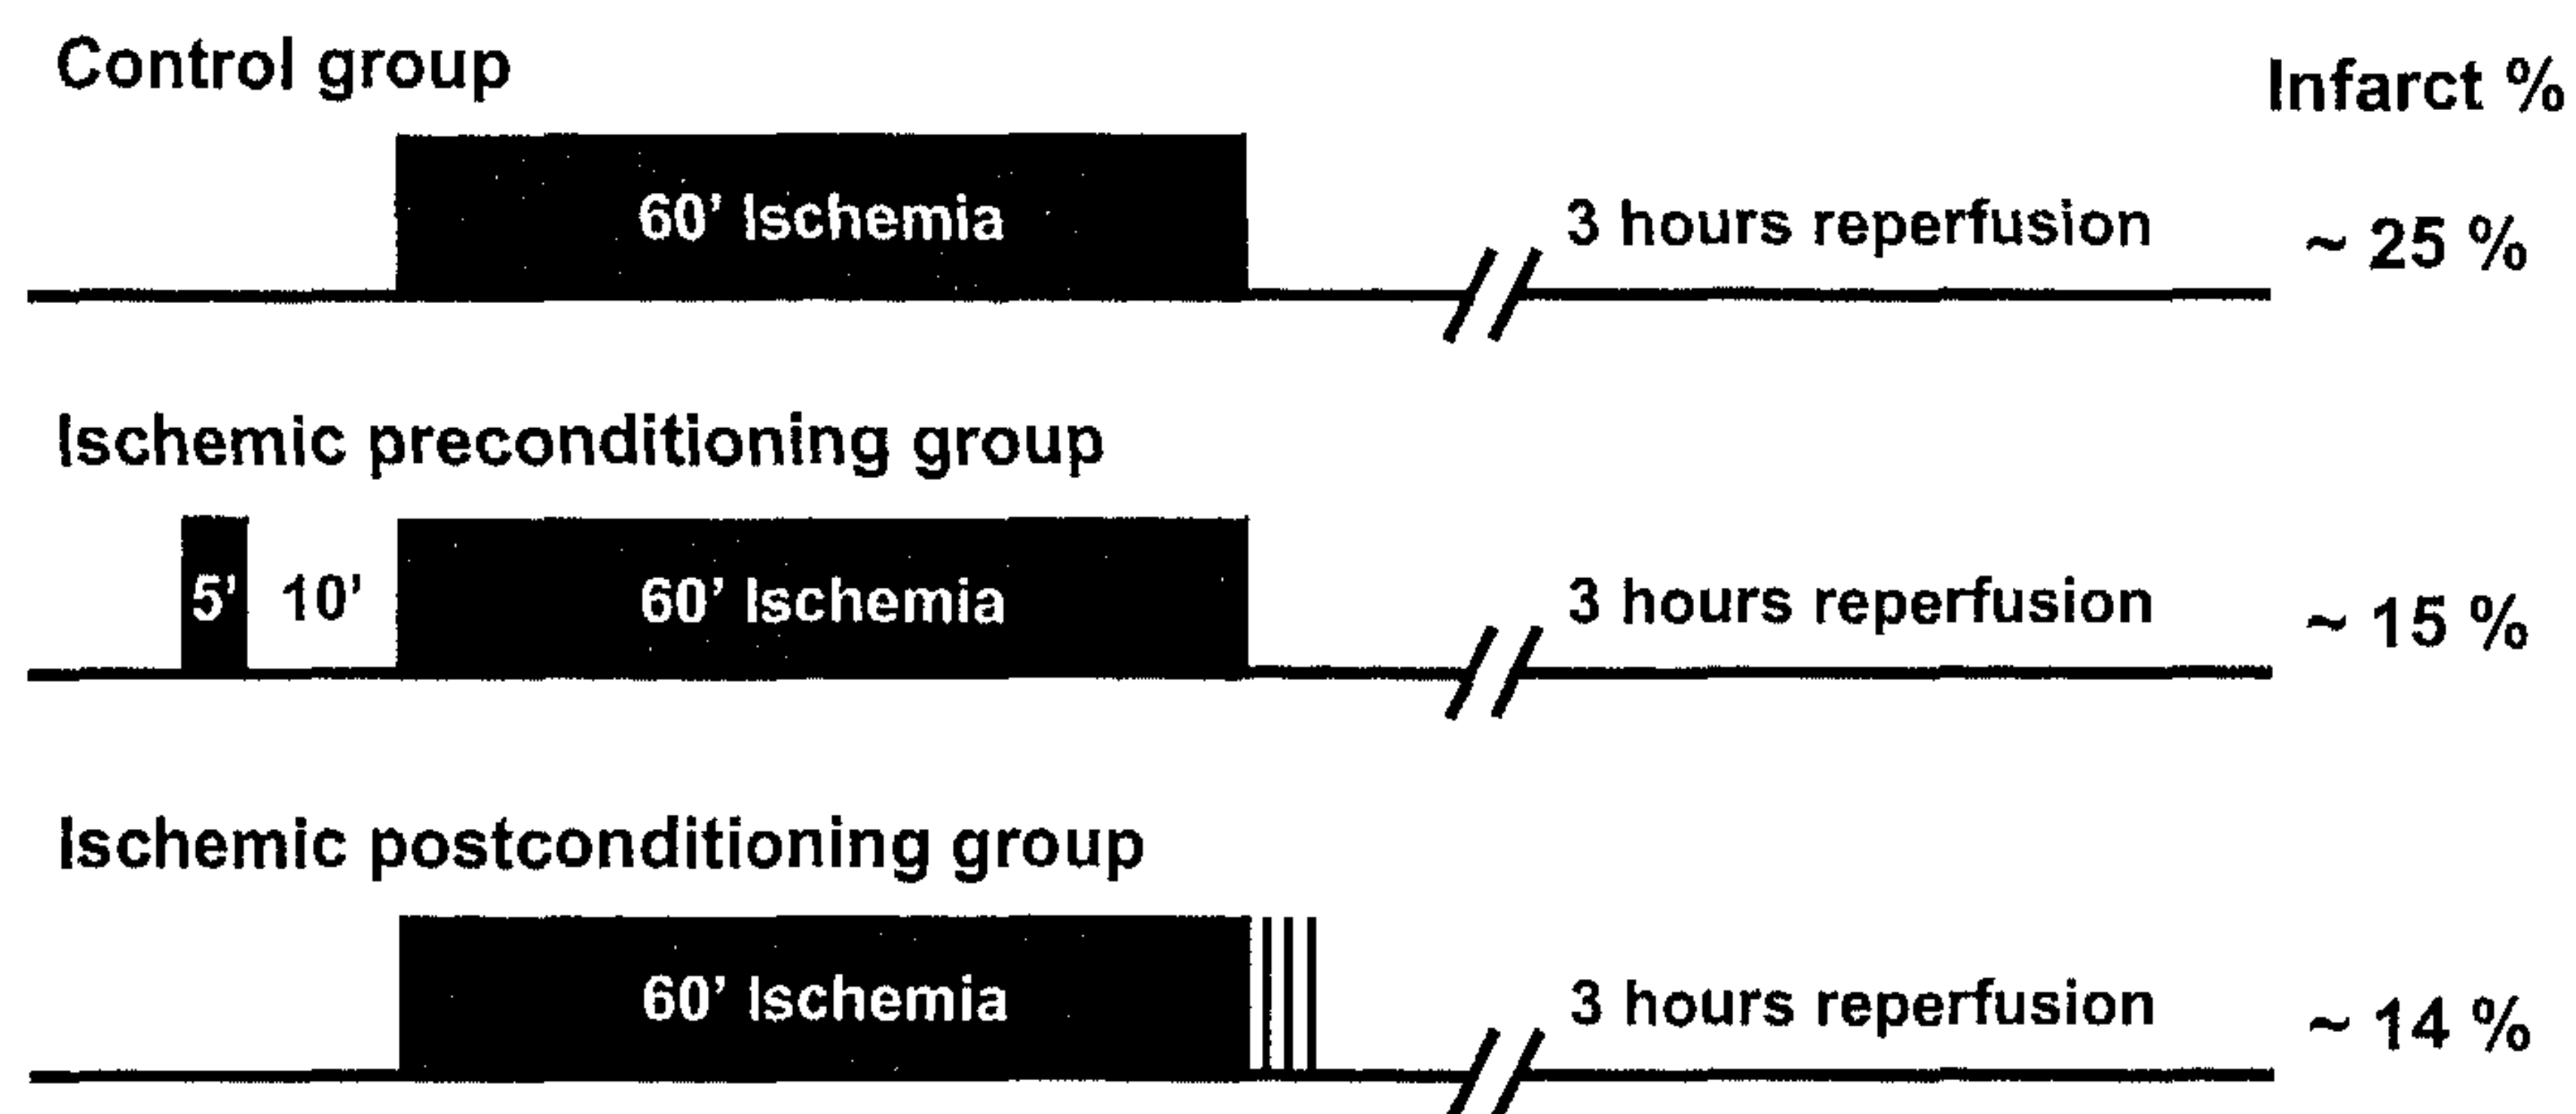 Control group
Infarct %
60' Ischemia
3 hours reperfusion
~ 25 %
Ischemic preconditioning group
5'
10'
60' Ischemia
3 hours reperfusion
~ 15 %
Ischemic postconditioning group
60' Ischemia
3 hours reperfusion
~ 14 %